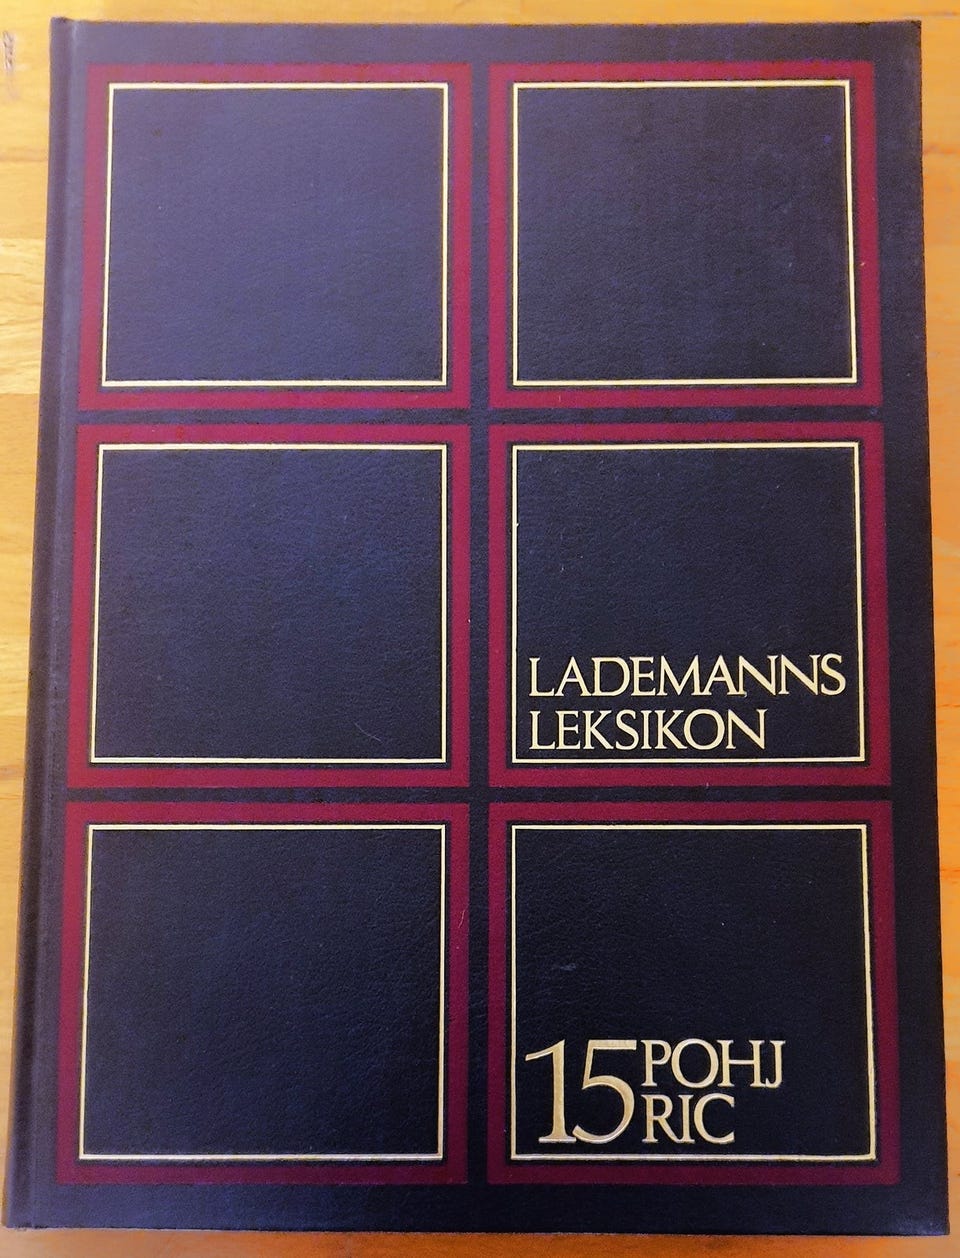 LADEMANNS
LEKSIKON
15 POHJ
RIC